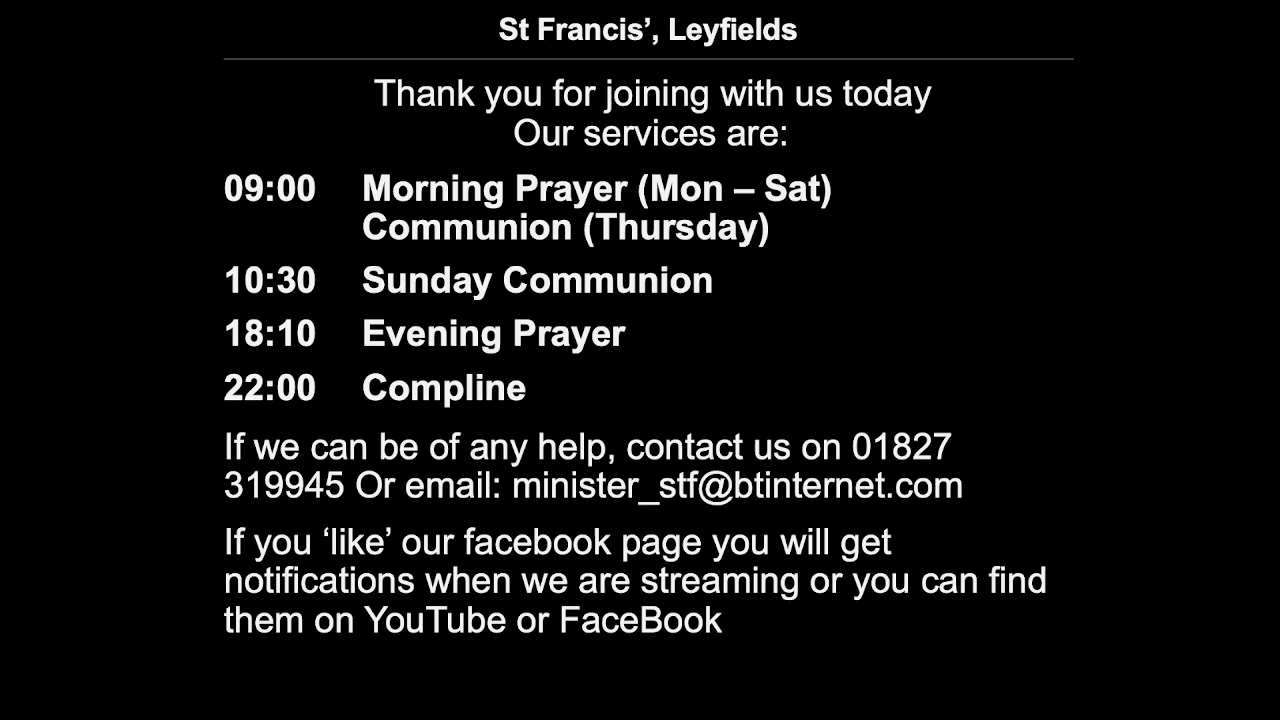 St Francis’, Leyfields
Thank you for joining with us today
Our services are:
09:00 Morning Prayer (Mon – Sat)
Communion (Thursday)
10:30 Sunday Communion
18:10 Evening Prayer
22:00 Compline
If we can be of any help, contact us on 01827
319945 Or email: minister_stf@btinternet.com
If you ‘like’ our facebook page you will get
notifications when we are streaming or you can find
them on YouTube or FaceBook